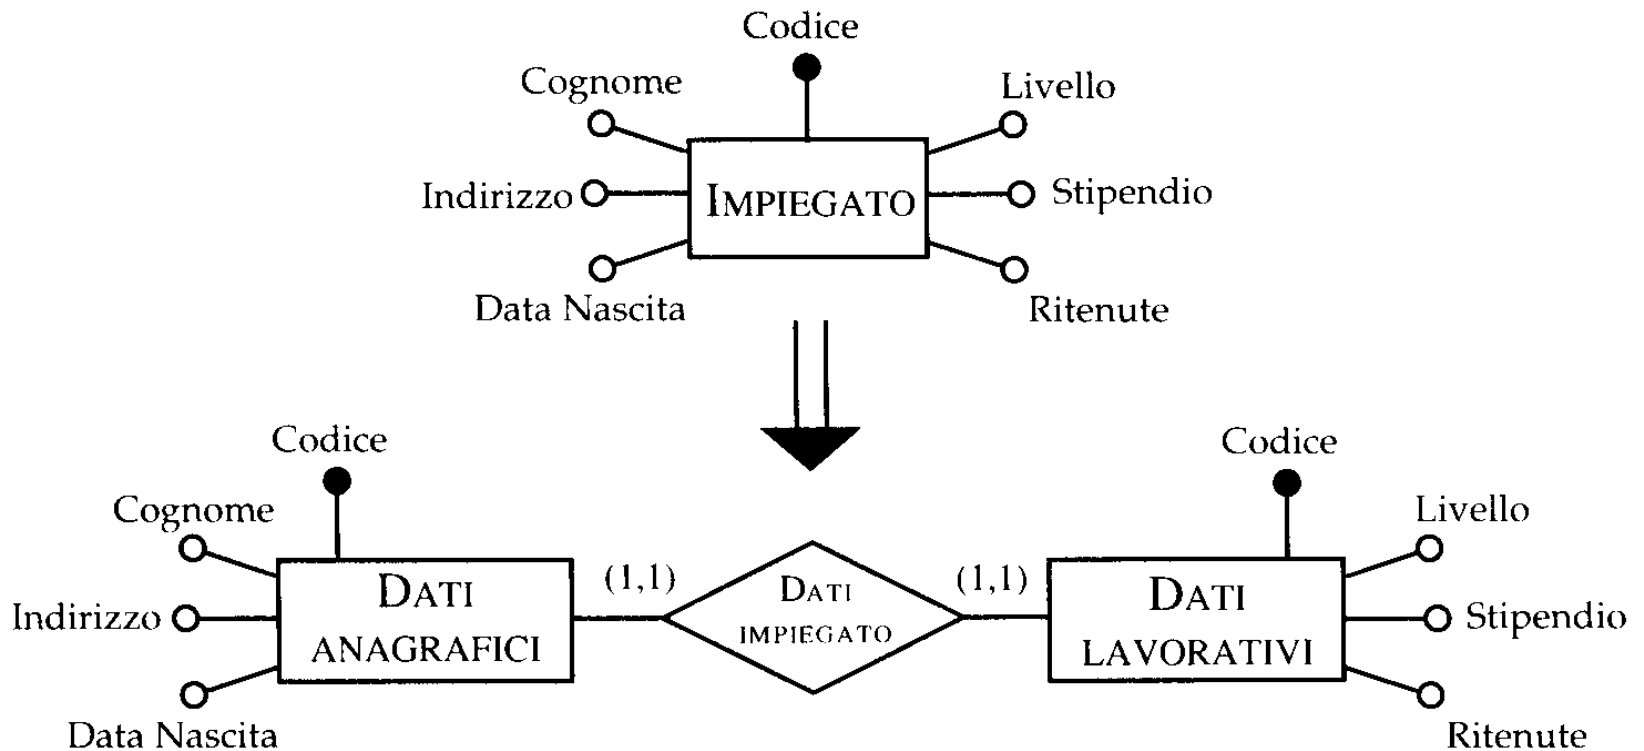 Codice
Cognome
Livello
Indirizzo
IMPIEGATO
Stipendio
Data Nascita
Ritenute
Codice
Codice
Cognome
Livello
(1,1)
(1,1)
DATI
ANAGRAFICI
DATI
IMPIEGATO
DATI
LAVORATIVI
Indirizzo
Stipendio
Data Nascita
Ritenute